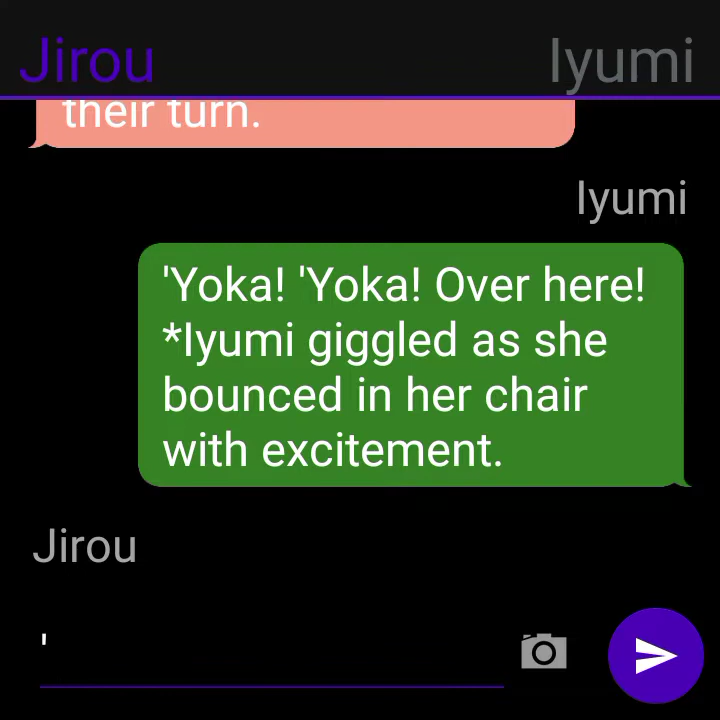 Jirou
Iyumi
their turn.
Iyumi
'Yoka! 'Yoka! Over here!
*Iyumi giggled as she
bounced in her chair
with excitement.
Jirou
'